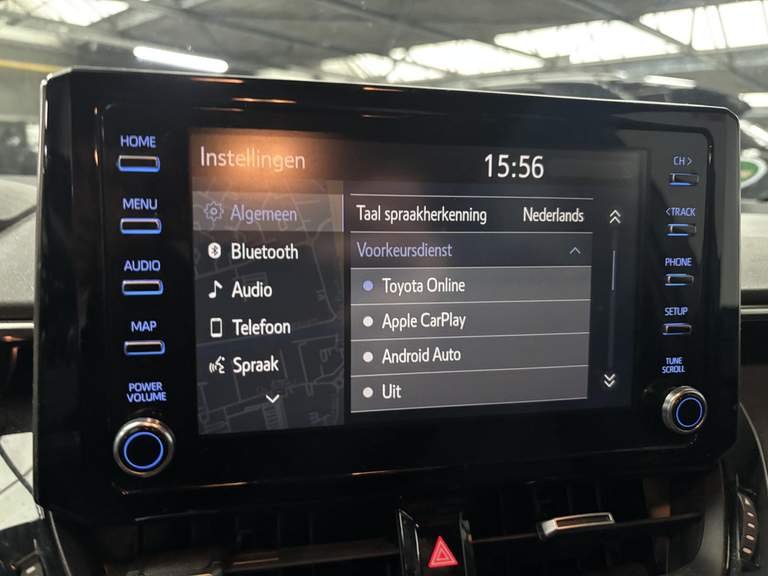 HOME
MENU
AUDIO
MAP
POWER
VOLUME
Instellingen
15:56
Algemeen
Bluetooth
Audio
Telefoon
Spraak
Taal spraakherkenning Nederlands
Voorkeursdienst
Toyota Online
Apple CarPlay
Android Auto
Uit
CH >
< TRACK
PHONE
SETUP
TUNE
SCROLL